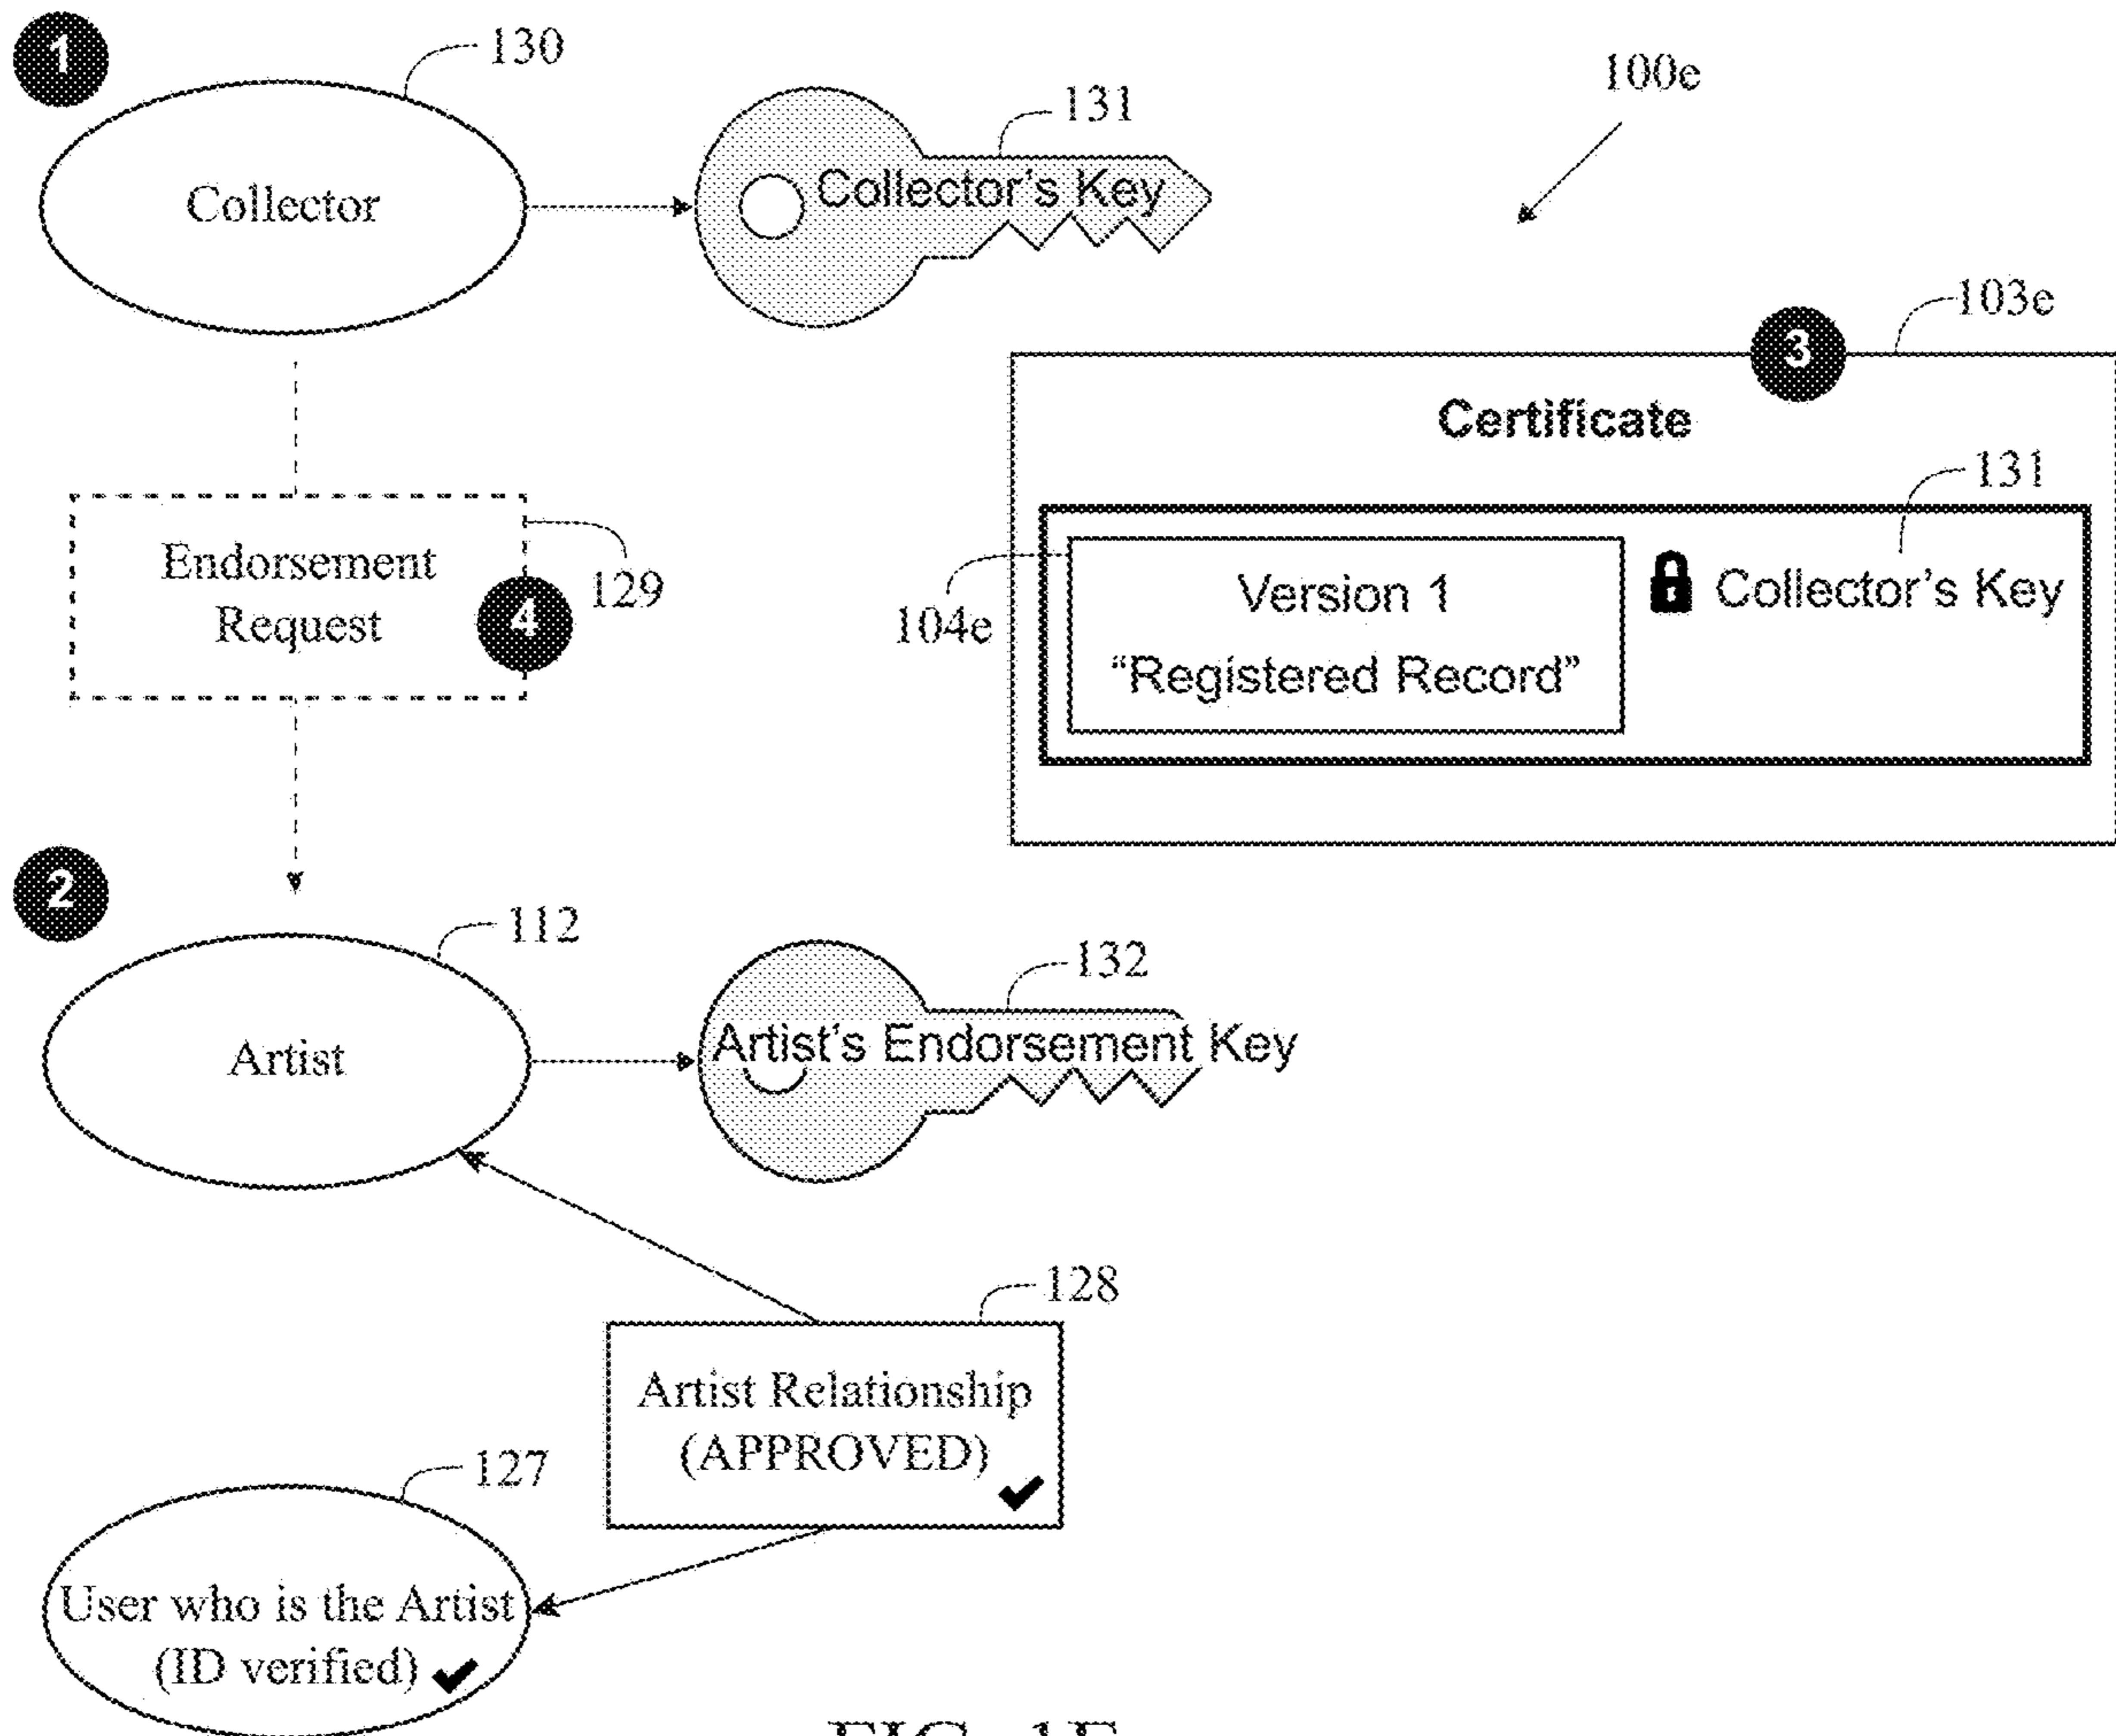 1
130
100e
131
Collector
Collector's Key
103e
3
Certificate
131
Endorsement
Request
4
129
104e
Version 1
"Registered Record"
Collector's Key
2
112
132
Artist
Artist's Endorsement Key
128
Artist Relationship
(APPROVED)
127
User who is the Artist
(ID verified)
FIG. 1E